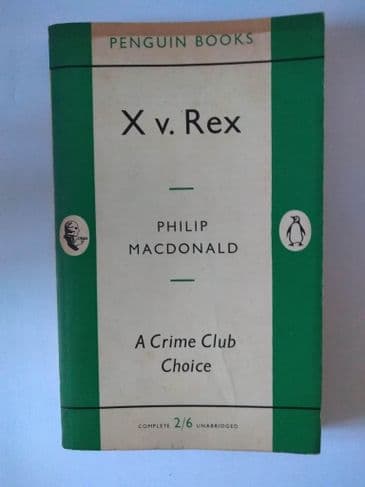 PENGUIN BOOKS
X v. Rex
PHILIP
MACDONALD
A Crime Club
Choice
COMPLETE 2/6 UNABRIDGED